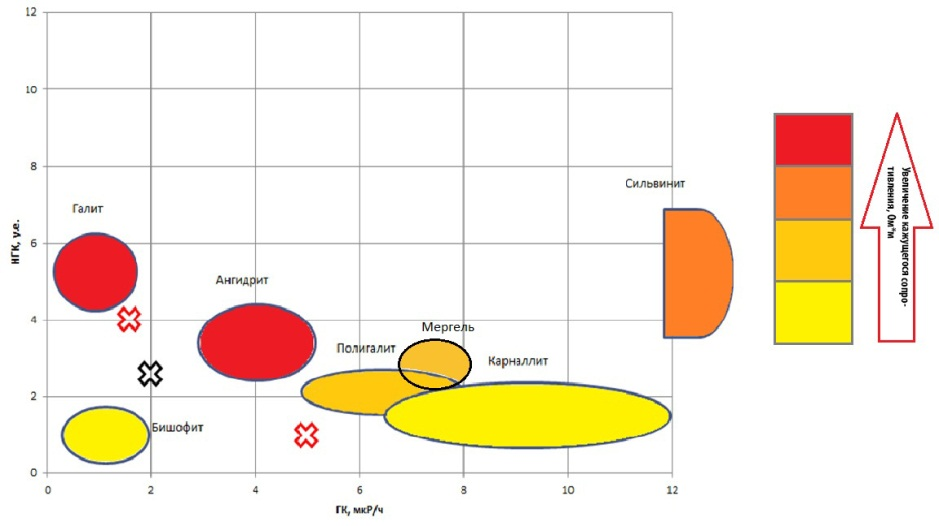 12
10
8
6
4
2
0
НГК, у.е.
Галит
Ангидрит
Мергель
Полигалит
Карналлит
Сильвинит
Бишофит
0
2
4
6
8
10
12
ГК, мкР/ч
Увеличение кажущегося сопро-
тивления, Ом*м